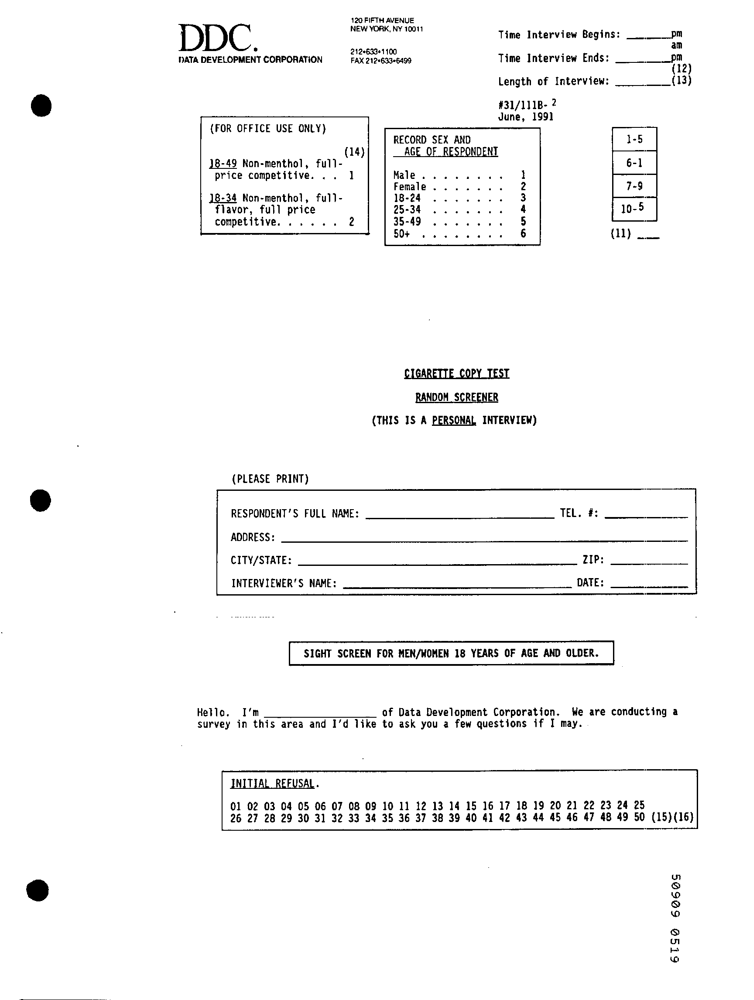 DDC.
DATA DEVELOPMENT CORPORATION
120 FIFTH AVENUE
NEW YORK, NY 10011
212•633•1100
FAX 212•633•6499
Time Interview Begins: _______pm
am
Time Interview Ends: ________pm
(12)
Length of Interview: ________(13)
#31/111B- 2
June, 1991
(FOR OFFICE USE ONLY)
(14)
18-49 Non-menthol, full-
price competitive. . . 1
18-34 Non-menthol, full-
flavor, full price
competitive. . . . . . 2
RECORD SEX AND
AGE OF RESPONDENT
Male . . . . . . . . 1
Female . . . . . . . 2
18-24 . . . . . . . 3
25-34 . . . . . . . 4
35-49 . . . . . . . 5
50+ . . . . . . . . 6
1-5
6-1
7-9
10-5
(11) ___
CIGARETTE COPY TEST
RANDOM SCREENER
(THIS IS A PERSONAL INTERVIEW)
(PLEASE PRINT)
RESPONDENT'S FULL NAME: ______________ TEL. #: ______________
ADDRESS: ______________
CITY/STATE: ______________ ZIP: ______________
INTERVIEWER'S NAME: ______________ DATE: ______________
SIGHT SCREEN FOR MEN/WOMEN 18 YEARS OF AGE AND OLDER.
Hello. I'm ________________ of Data Development Corporation. We are conducting a
survey in this area and I'd like to ask you a few questions if I may.
INITIAL REFUSAL.
01 02 03 04 05 06 07 08 09 10 11 12 13 14 15 16 17 18 19 20 21 22 23 24 25
26 27 28 29 30 31 32 33 34 35 36 37 38 39 40 41 42 43 44 45 46 47 48 49 50 (15)(16)
50909 0519